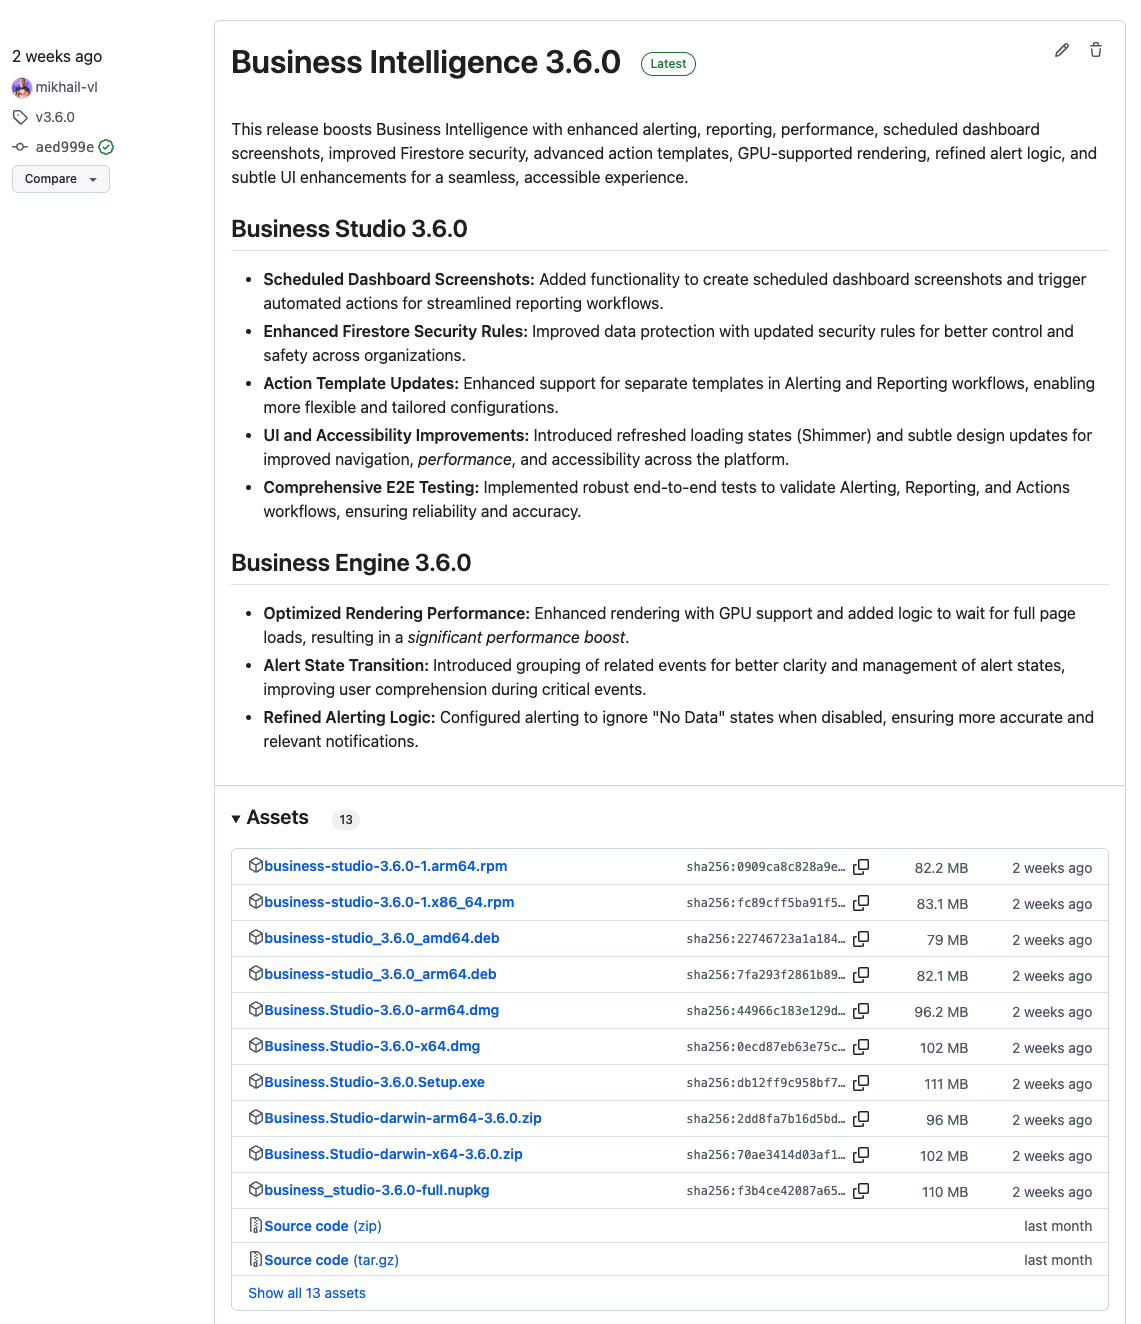 2 weeks ago
mikhail-vl
v3.6.0
aed999e
Compare
Business Intelligence 3.6.0 Latest
This release boosts Business Intelligence with enhanced alerting, reporting, performance, scheduled dashboard
screenshots, improved Firestore security, advanced action templates, GPU-supported rendering, refined alert logic, and
subtle UI enhancements for a seamless, accessible experience.
Business Studio 3.6.0
• Scheduled Dashboard Screenshots: Added functionality to create scheduled dashboard screenshots and trigger
automated actions for streamlined reporting workflows.
• Enhanced Firestore Security Rules: Improved data protection with updated security rules for better control and
safety across organizations.
• Action Template Updates: Enhanced support for separate templates in Alerting and Reporting workflows, enabling
more flexible and tailored configurations.
• UI and Accessibility Improvements: Introduced refreshed loading states (Shimmer) and subtle design updates for
improved navigation, performance, and accessibility across the platform.
• Comprehensive E2E Testing: Implemented robust end-to-end tests to validate Alerting, Reporting, and Actions
workflows, ensuring reliability and accuracy.
Business Engine 3.6.0
• Optimized Rendering Performance: Enhanced rendering with GPU support and added logic to wait for full page
loads, resulting in a significant performance boost.
• Alert State Transition: Introduced grouping of related events for better clarity and management of alert states,
improving user comprehension during critical events.
• Refined Alerting Logic: Configured alerting to ignore "No Data" states when disabled, ensuring more accurate and
relevant notifications.
Assets 13
business-studio-3.6.0-1.arm64.rpm sha256:0909ca8c828a9e… 82.2 MB 2 weeks ago
business-studio-3.6.0-1.x86_64.rpm sha256:fc89cff5ba91f5… 83.1 MB 2 weeks ago
business-studio_3.6.0_amd64.deb sha256:22746723a1a184… 79 MB 2 weeks ago
business-studio_3.6.0_arm64.deb sha256:7fa293f2861b89… 82.1 MB 2 weeks ago
Business.Studio-3.6.0-arm64.dmg sha256:44966c183e129d… 96.2 MB 2 weeks ago
Business.Studio-3.6.0-x64.dmg sha256:0ecd87eb63e75c… 102 MB 2 weeks ago
Business.Studio-3.6.0.Setup.exe sha256:db12ff9c958bf7… 111 MB 2 weeks ago
Business.Studio-darwin-arm64-3.6.0.zip sha256:2dd8fa7b16d5bd… 96 MB 2 weeks ago
Business.Studio-darwin-x64-3.6.0.zip sha256:70ae3414d03af1… 102 MB 2 weeks ago
business_studio-3.6.0-full.nupkg sha256:f3b4ce42087a65… 110 MB 2 weeks ago
Source code (zip) last month
Source code (tar.gz) last month
Show all 13 assets